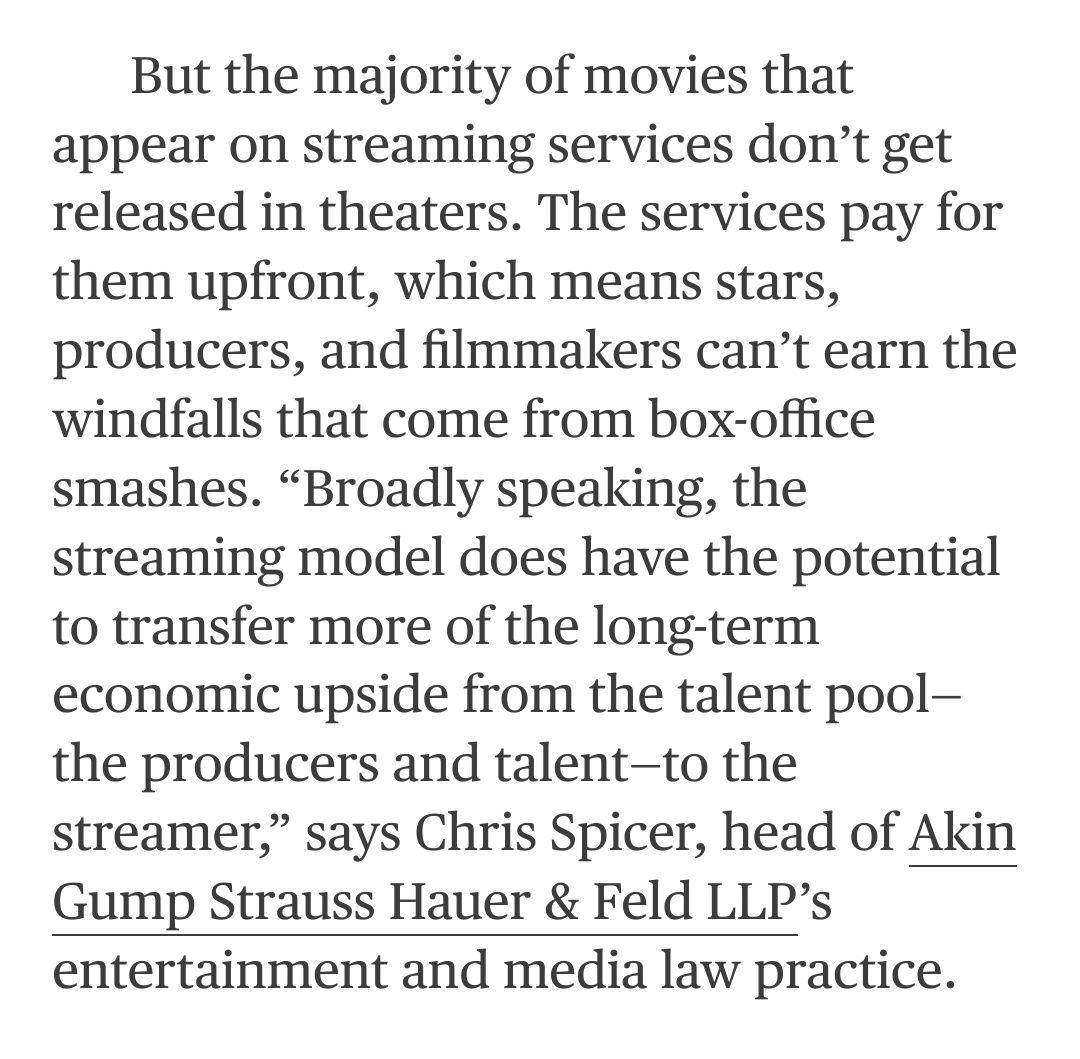 But the majority of movies that
appear on streaming services don’t get
released in theaters. The services pay for
them upfront, which means stars,
producers, and filmmakers can’t earn the
windfalls that come from box-office
smashes. “Broadly speaking, the
streaming model does have the potential
to transfer more of the long-term
economic upside from the talent pool—
the producers and talent—to the
streamer,” says Chris Spicer, head of Akin
Gump Strauss Hauer & Feld LLP’s
entertainment and media law practice.